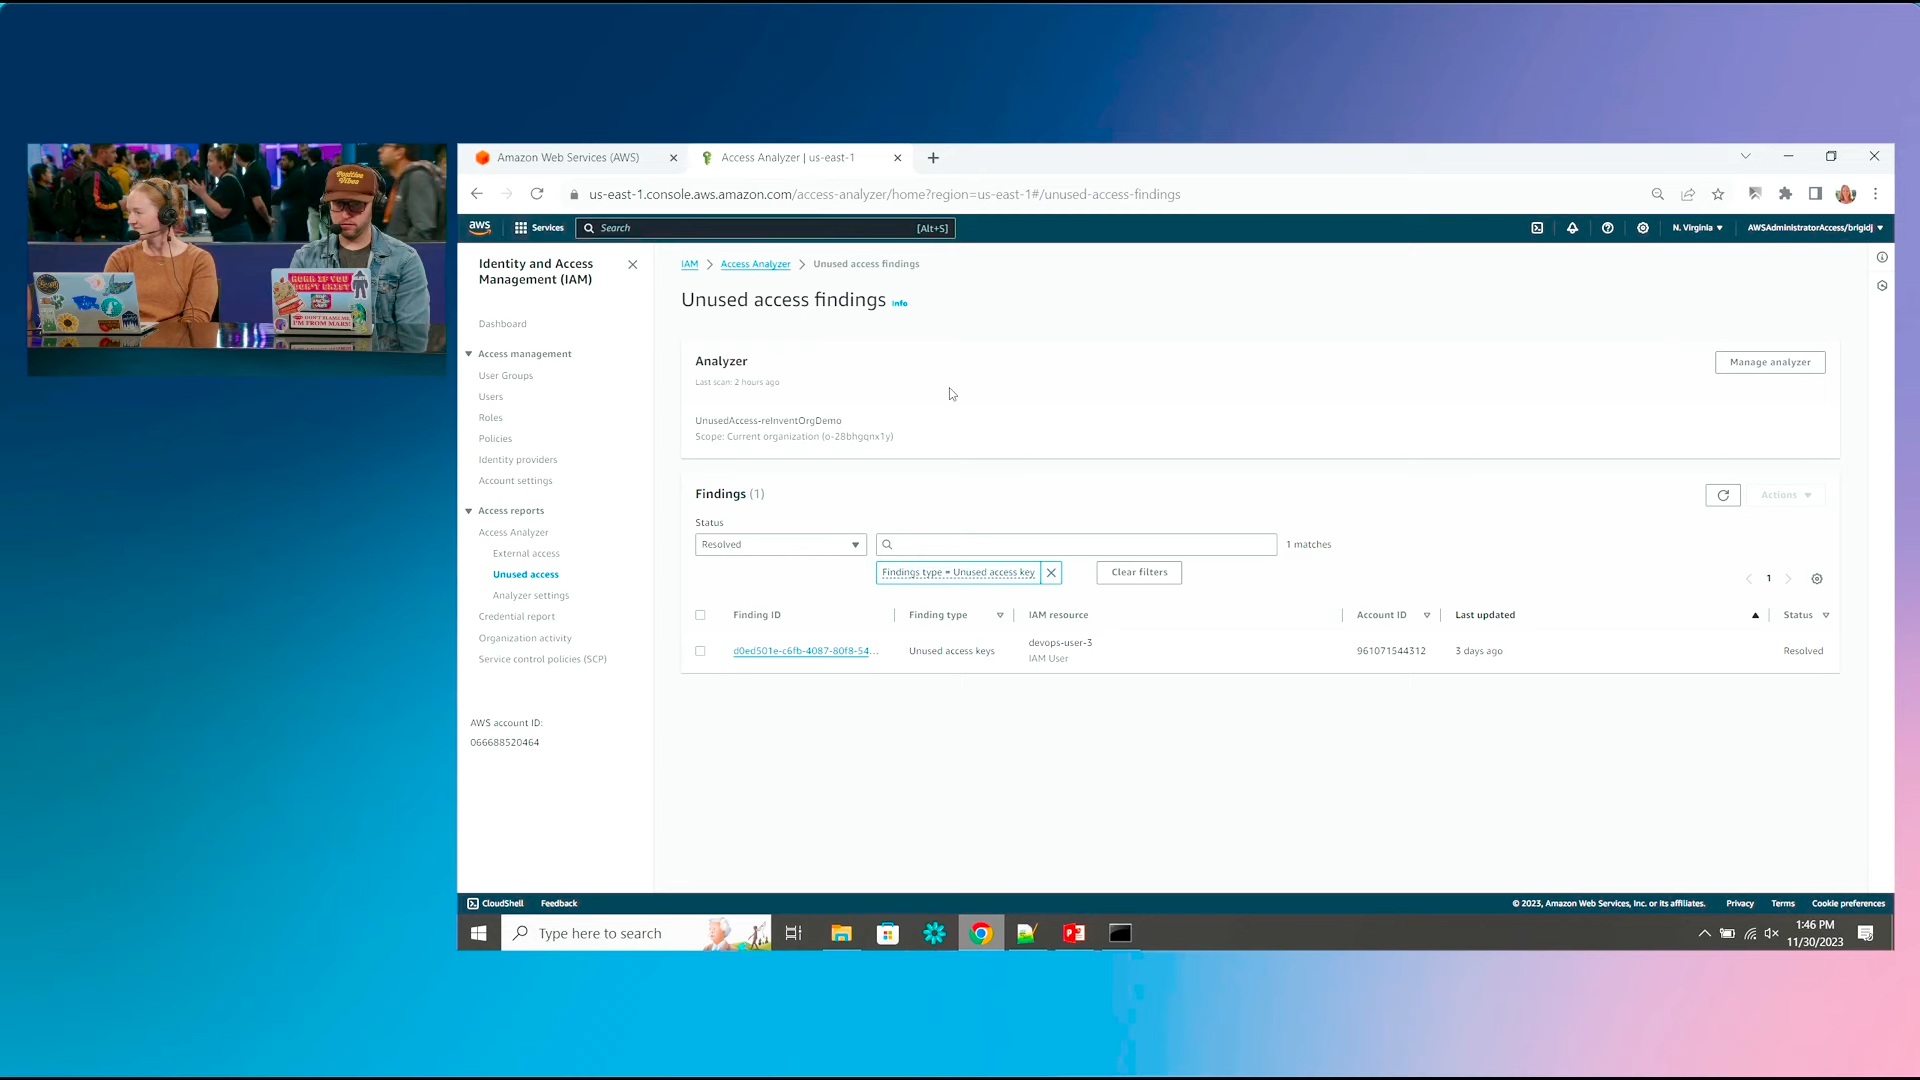 Amazon Web Services (AWS)
Access Analyzer | us-east-1
us-east-1.console.aws.amazon.com/access-analyzer/home?region=us-east-1#/unused-access-findings
aws
Services
Search
[Alt+S]
N. Virginia
AWSAdministratorAccess/brigidj
Identity and Access
Management (IAM)
Dashboard
Access management
User Groups
Users
Roles
Policies
Identity providers
Account settings
Access reports
Access Analyzer
External access
Unused access
Analyzer settings
Credential report
Organization activity
Service control policies (SCP)
AWS account ID:
066688520464
IAM > Access Analyzer > Unused access findings
Unused access findings Info
Analyzer
Last scan: 2 hours ago
Manage analyzer
UnusedAccess-reInventOrgDemo
Scope: Current organization (o-28bhgqnx1y)
Findings (1)
Actions
Status
Resolved
1 matches
Findings type = Unused access key
Clear filters
1
Finding ID
Finding type
IAM resource
Account ID
Last updated
Status
d0ed501e-c6fb-4087-80f8-54...
Unused access keys
devops-user-3
IAM User
961071544312
3 days ago
Resolved
CloudShell
Feedback
© 2023, Amazon Web Services, Inc. or its affiliates.
Privacy
Terms
Cookie preferences
Type here to search
1:46 PM
11/30/2023
Positive
Vibes
DON'T BLAME ME
I'M FROM MARS!